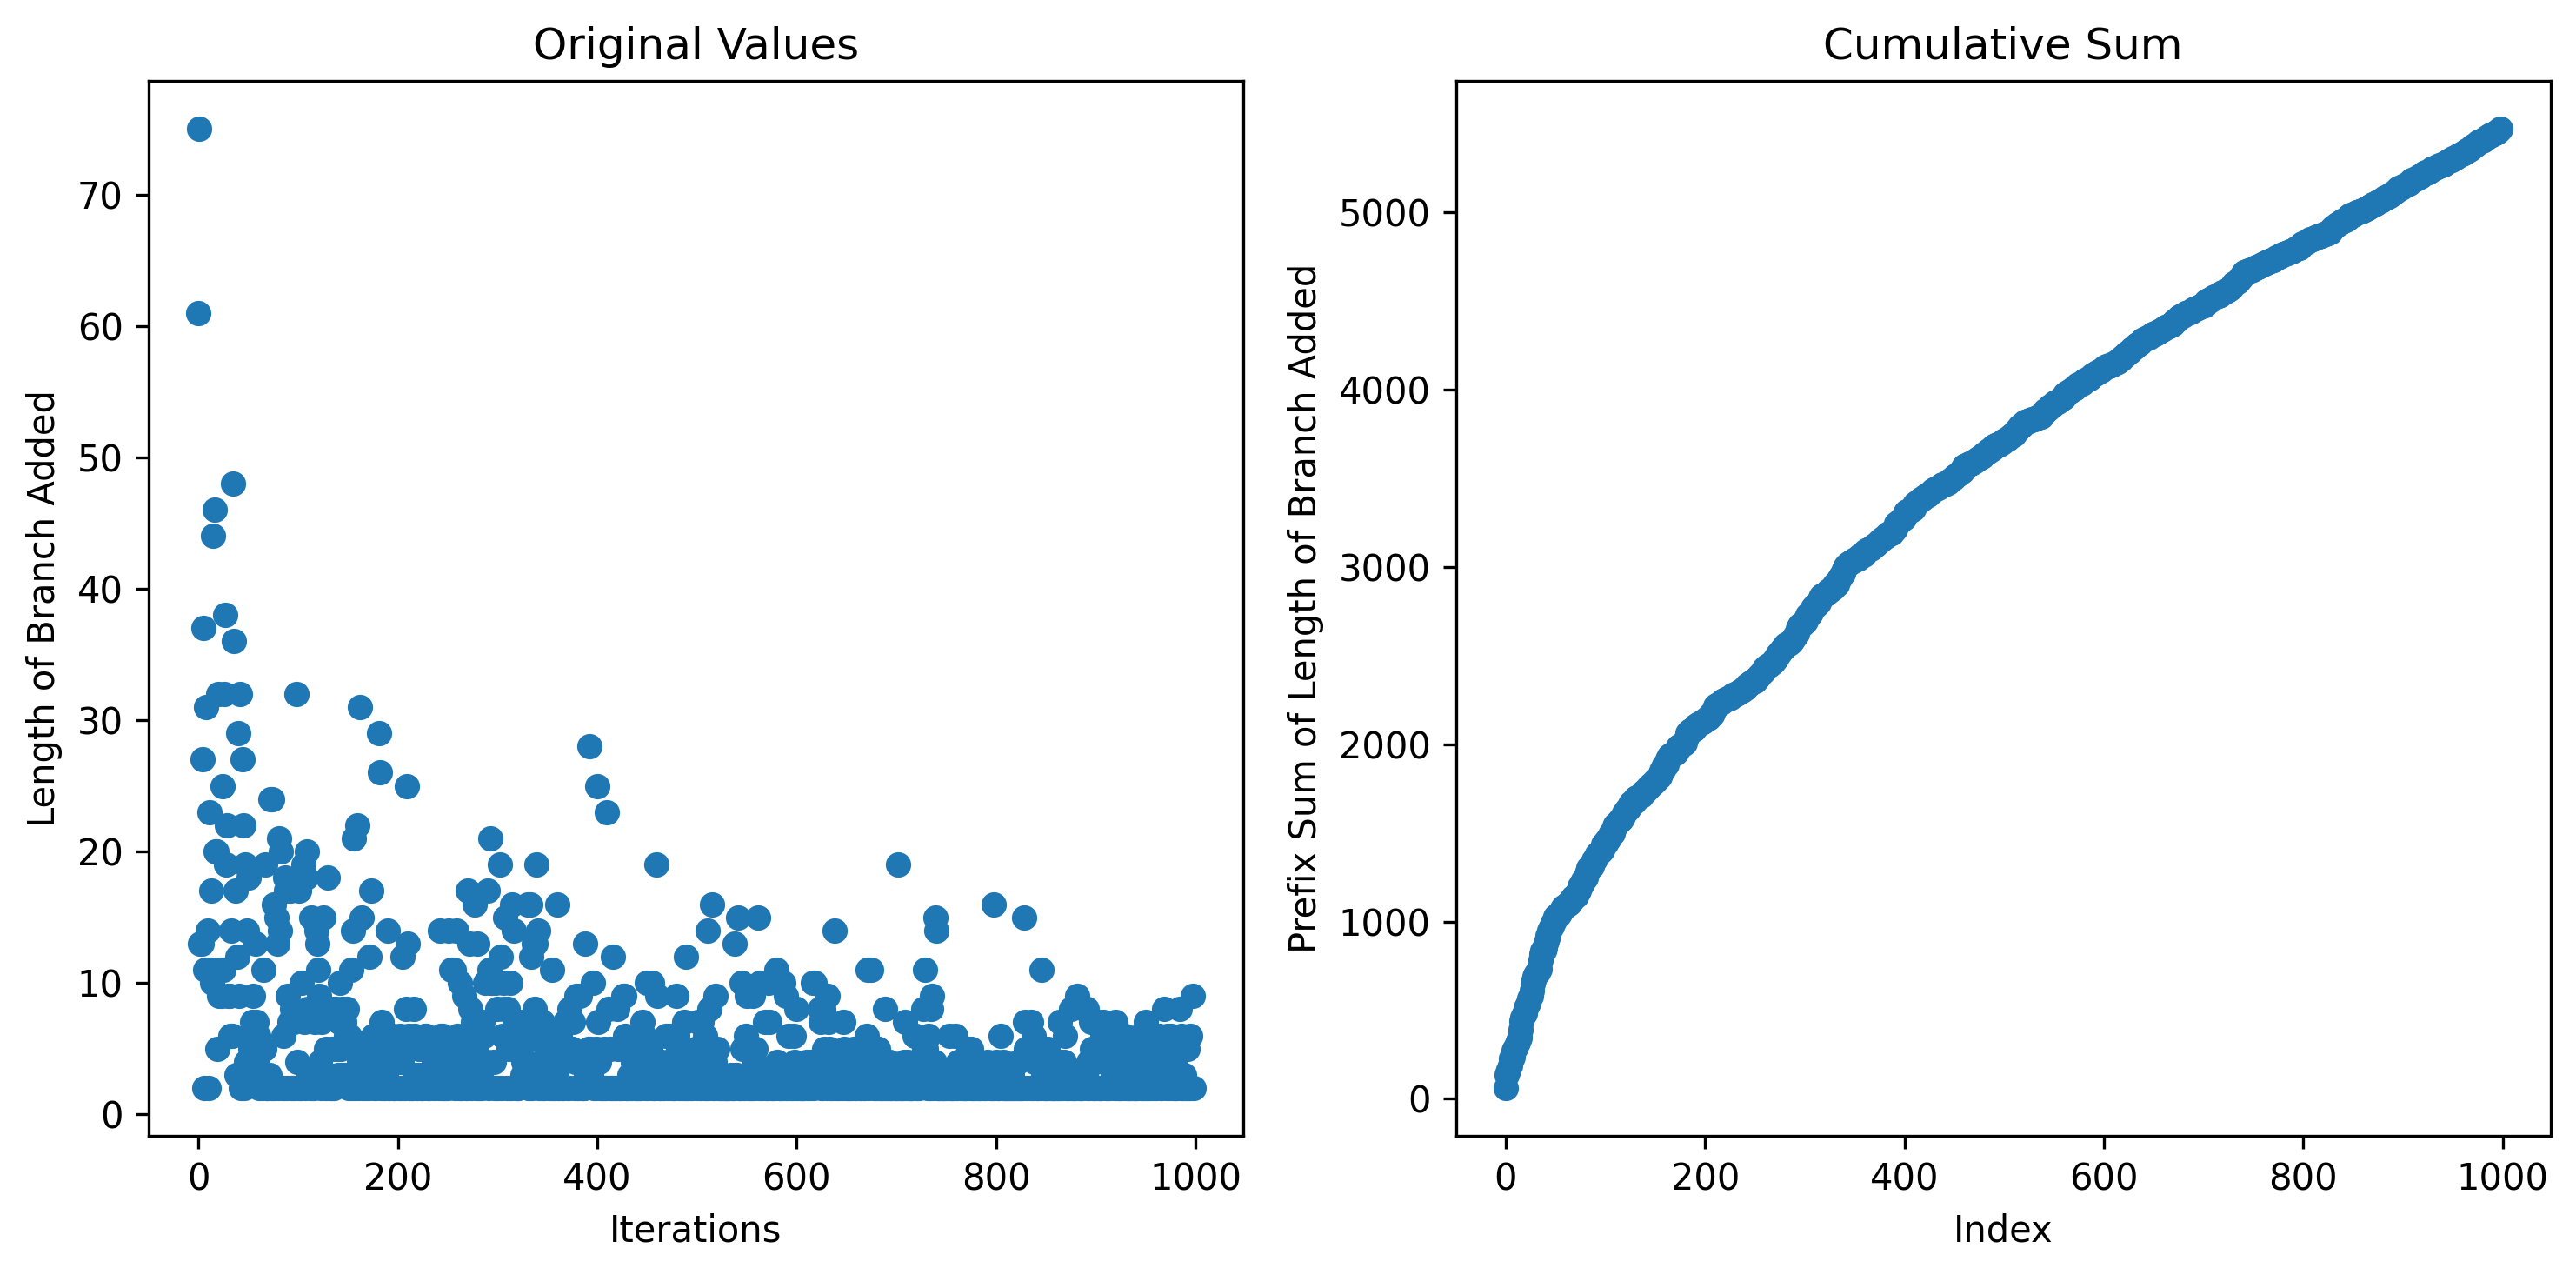 Original Values
Length of Branch Added
70
60
50
40
30
20
10
0
0 200 400 600 800 1000
Iterations
Cumulative Sum
Prefix Sum of Length of Branch Added
5000
4000
3000
2000
1000
0
0 200 400 600 800 1000
Index